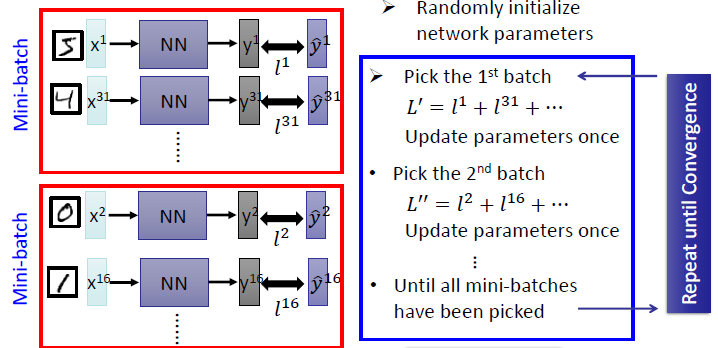 Mini-batch
5 x¹ NN y¹ l¹ ŷ¹
4 x³¹ NN y³¹ l³¹ ŷ³¹
......
Mini-batch
0 x² NN y² l² ŷ²
1 x¹⁶ NN y¹⁶ l¹⁶ ŷ¹⁶
......
➢ Randomly initialize
network parameters
➢ Pick the 1ˢᵗ batch
L′ = l¹ + l³¹ + ⋯
Update parameters once
• Pick the 2ⁿᵈ batch
L′′ = l² + l¹⁶ + ⋯
Update parameters once
⋮
• Until all mini-batches
have been picked
Repeat until Convergence